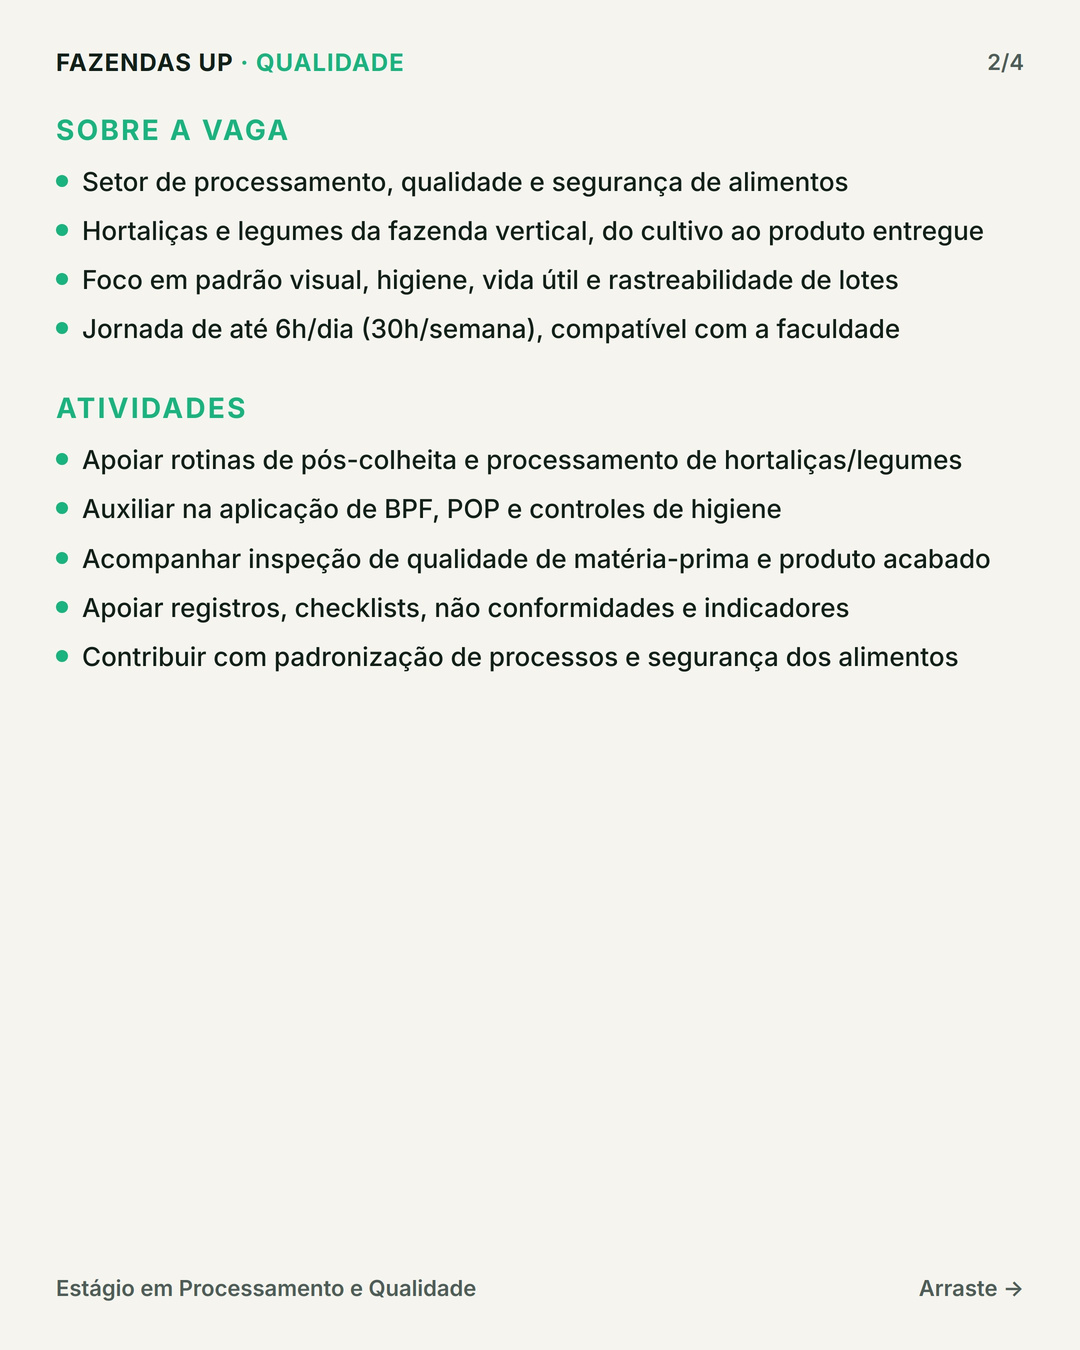 FAZENDAS UP · QUALIDADE
2/4
SOBRE A VAGA
Setor de processamento, qualidade e segurança de alimentos
Hortaliças e legumes da fazenda vertical, do cultivo ao produto entregue
Foco em padrão visual, higiene, vida útil e rastreabilidade de lotes
Jornada de até 6h/dia (30h/semana), compatível com a faculdade
ATIVIDADES
Apoiar rotinas de pós-colheita e processamento de hortaliças/legumes
Auxiliar na aplicação de BPF, POP e controles de higiene
Acompanhar inspeção de qualidade de matéria-prima e produto acabado
Apoiar registros, checklists, não conformidades e indicadores
Contribuir com padronização de processos e segurança dos alimentos
Estágio em Processamento e Qualidade
Arraste →